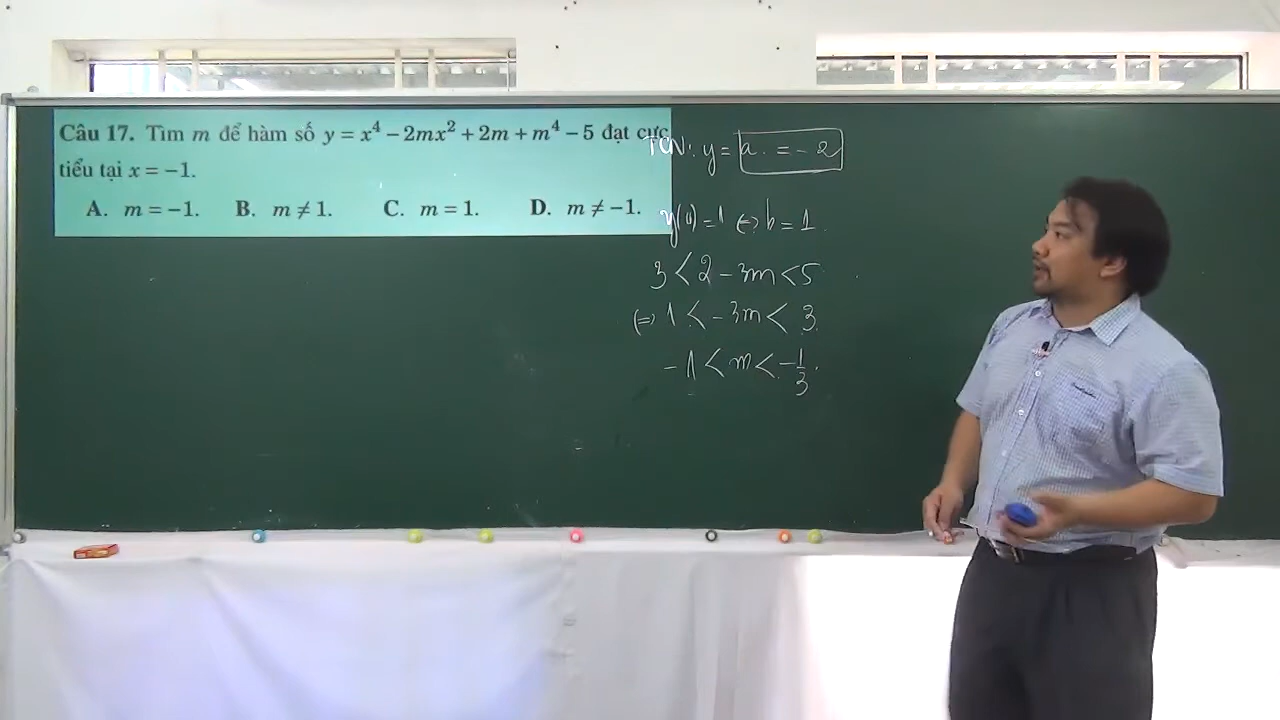 Câu 17. Tìm m để hàm số y = x⁴ − 2mx² + 2m + m⁴ − 5 đạt cực
tiểu tại x = −1.
A. m = −1. B. m ≠ 1. C. m = 1. D. m ≠ −1.
TCN: y = a = −2
y(0) = 1 ⇔ b = 1.
3 < 2 − 3m < 5
⇔ 1 < −3m < 3.
−1 < m < −1/3.